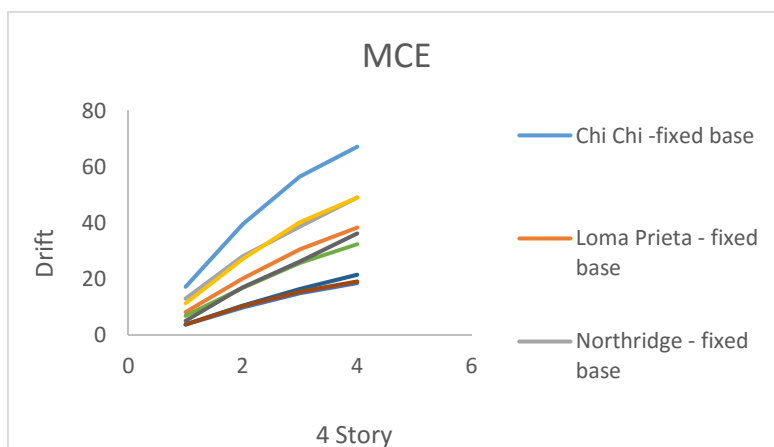 MCE
80
60
40
20
0
0 2 4 6
Drift
4 Story
Chi Chi -fixed base
Loma Prieta - fixed
base
Northridge - fixed
base